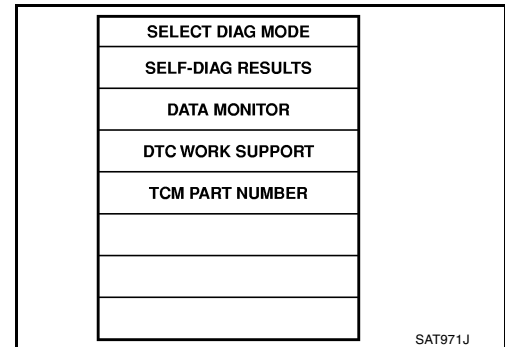 SELECT DIAG MODE
SELF-DIAG RESULTS
DATA MONITOR
DTC WORK SUPPORT
TCM PART NUMBER
SAT971J